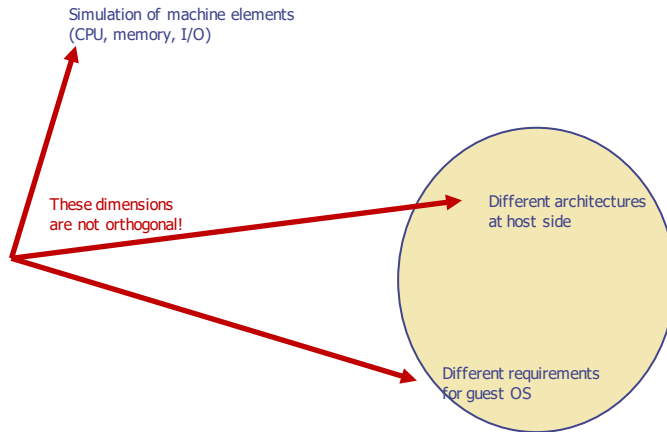 Simulation of machine elements
(CPU, memory, I/O)
These dimensions
are not orthogonal!
Different architectures
at host side
Different requirements
for guest OS